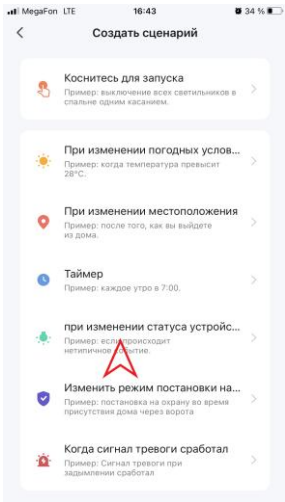 MegaFon LTE 16:43 34 %
Создать сценарий
Коснитесь для запуска
Пример: выключение всех светильников в
спальне одним касанием.
При изменении погодных услов...
Пример: когда температура превысит
28°C.
При изменении местоположения
Пример: после того, как вы выйдете
из дома.
Таймер
Пример: каждое утро в 7:00.
при изменении статуса устройс...
Пример: если происходит
нетипичное событие.
Изменить режим постановки на...
Пример: постановка на охрану во время
присутствия дома через ворота
Когда сигнал тревоги сработал
Пример: Сигнал тревоги при
задымлении сработал